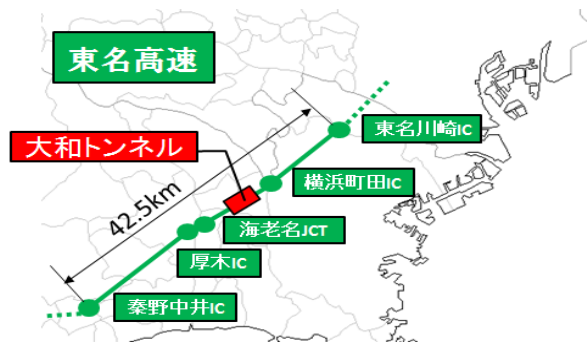 東名高速
東名川崎IC
大和トンネル
横浜町田IC
42.5km
海老名JCT
厚木IC
秦野中井IC